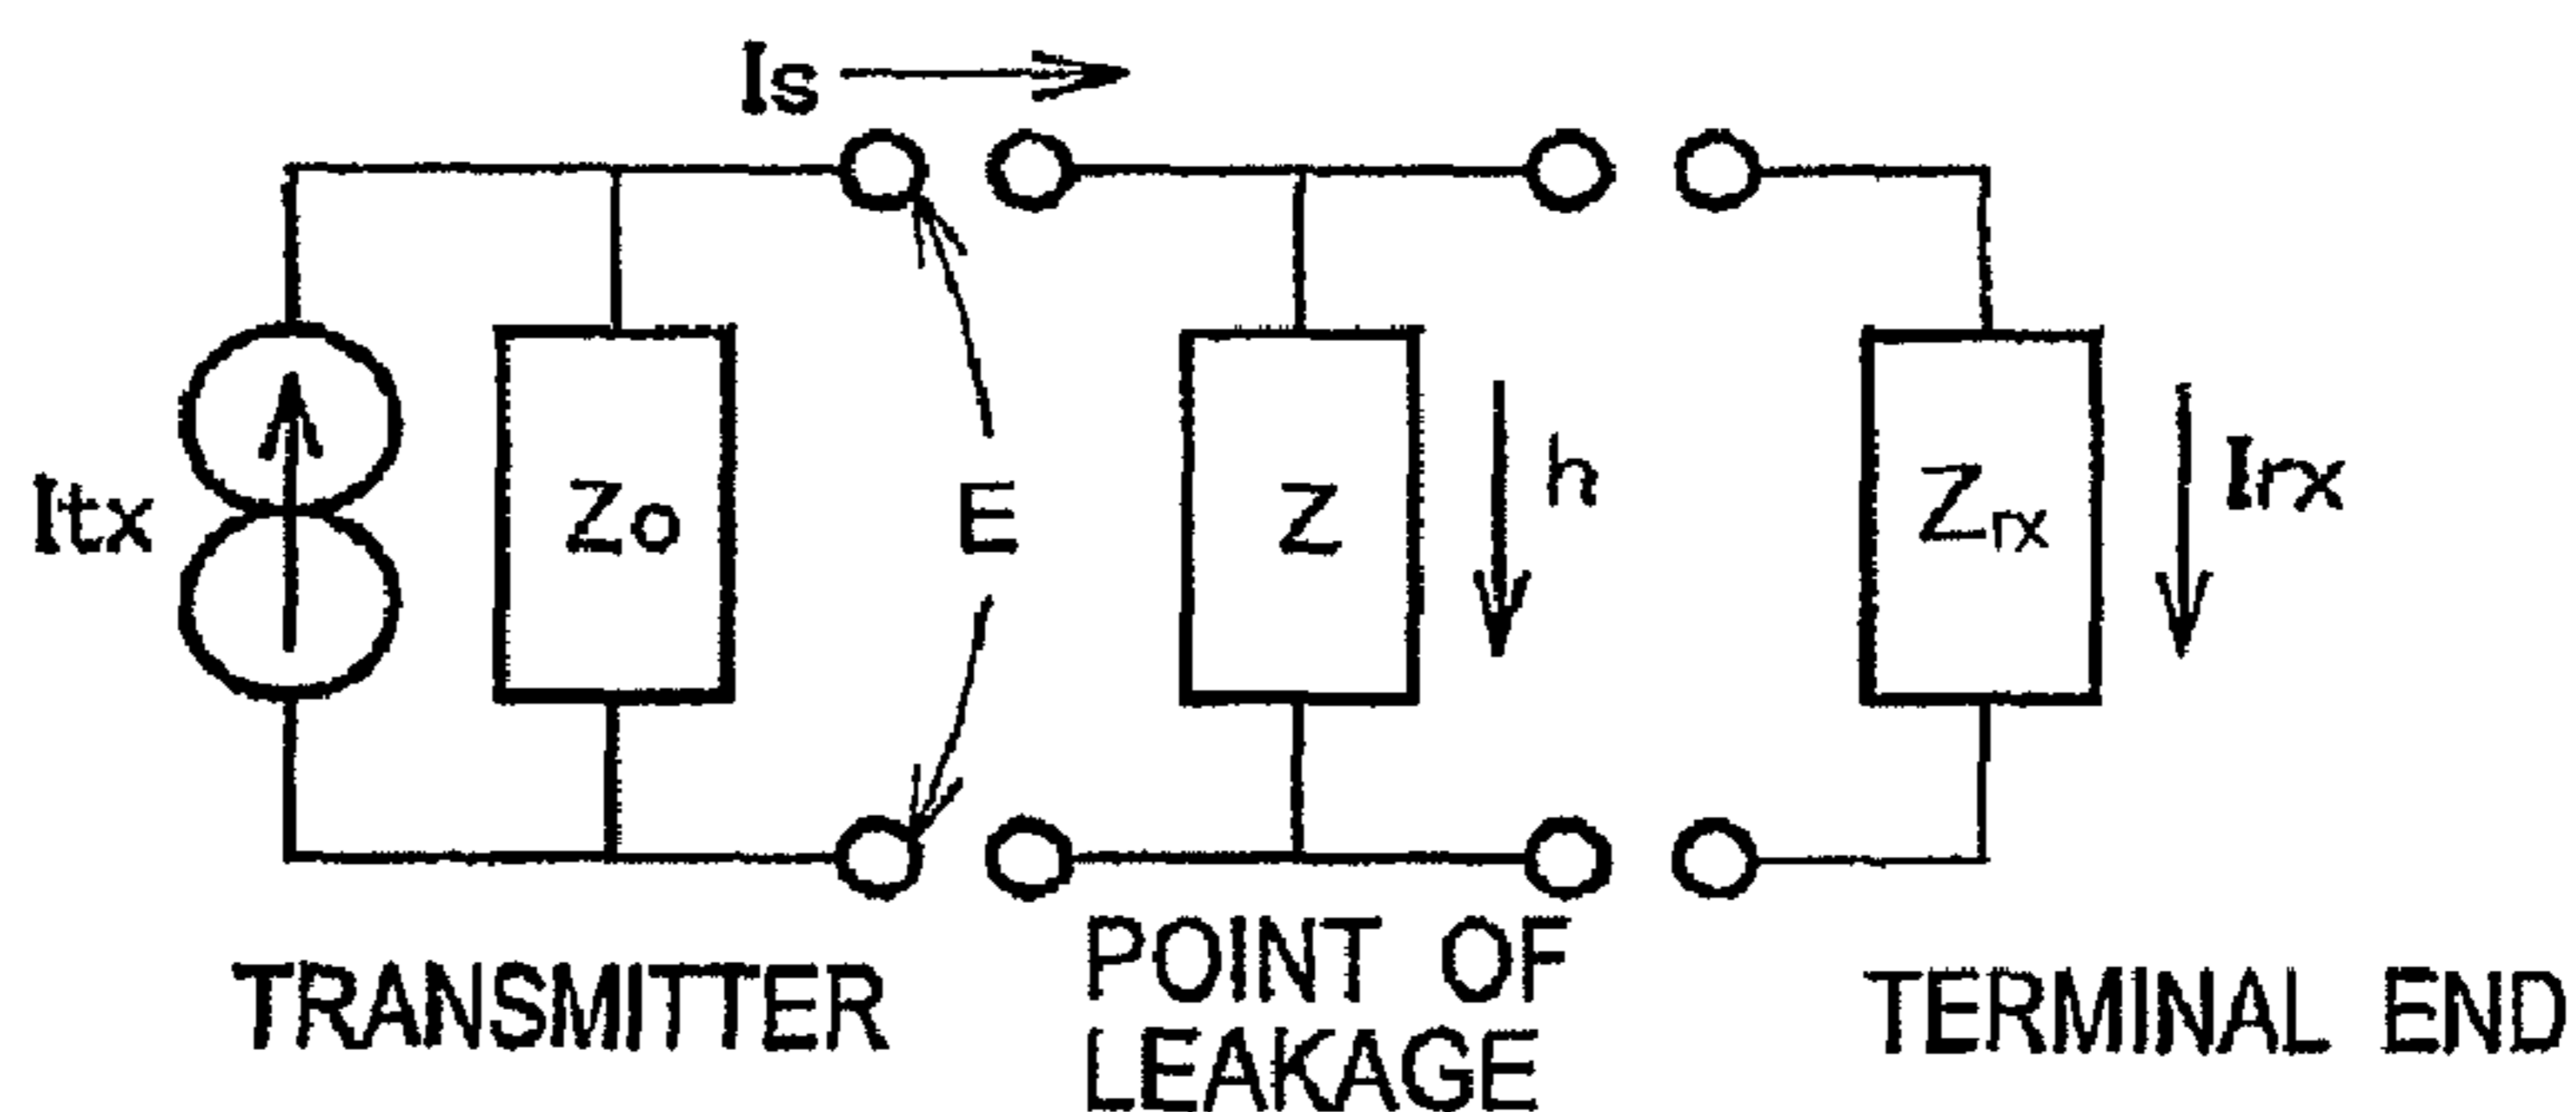 Is
Itx
Zo
E
Z
h
Zrx
Irx
TRANSMITTER
POINT OF
LEAKAGE
TERMINAL END